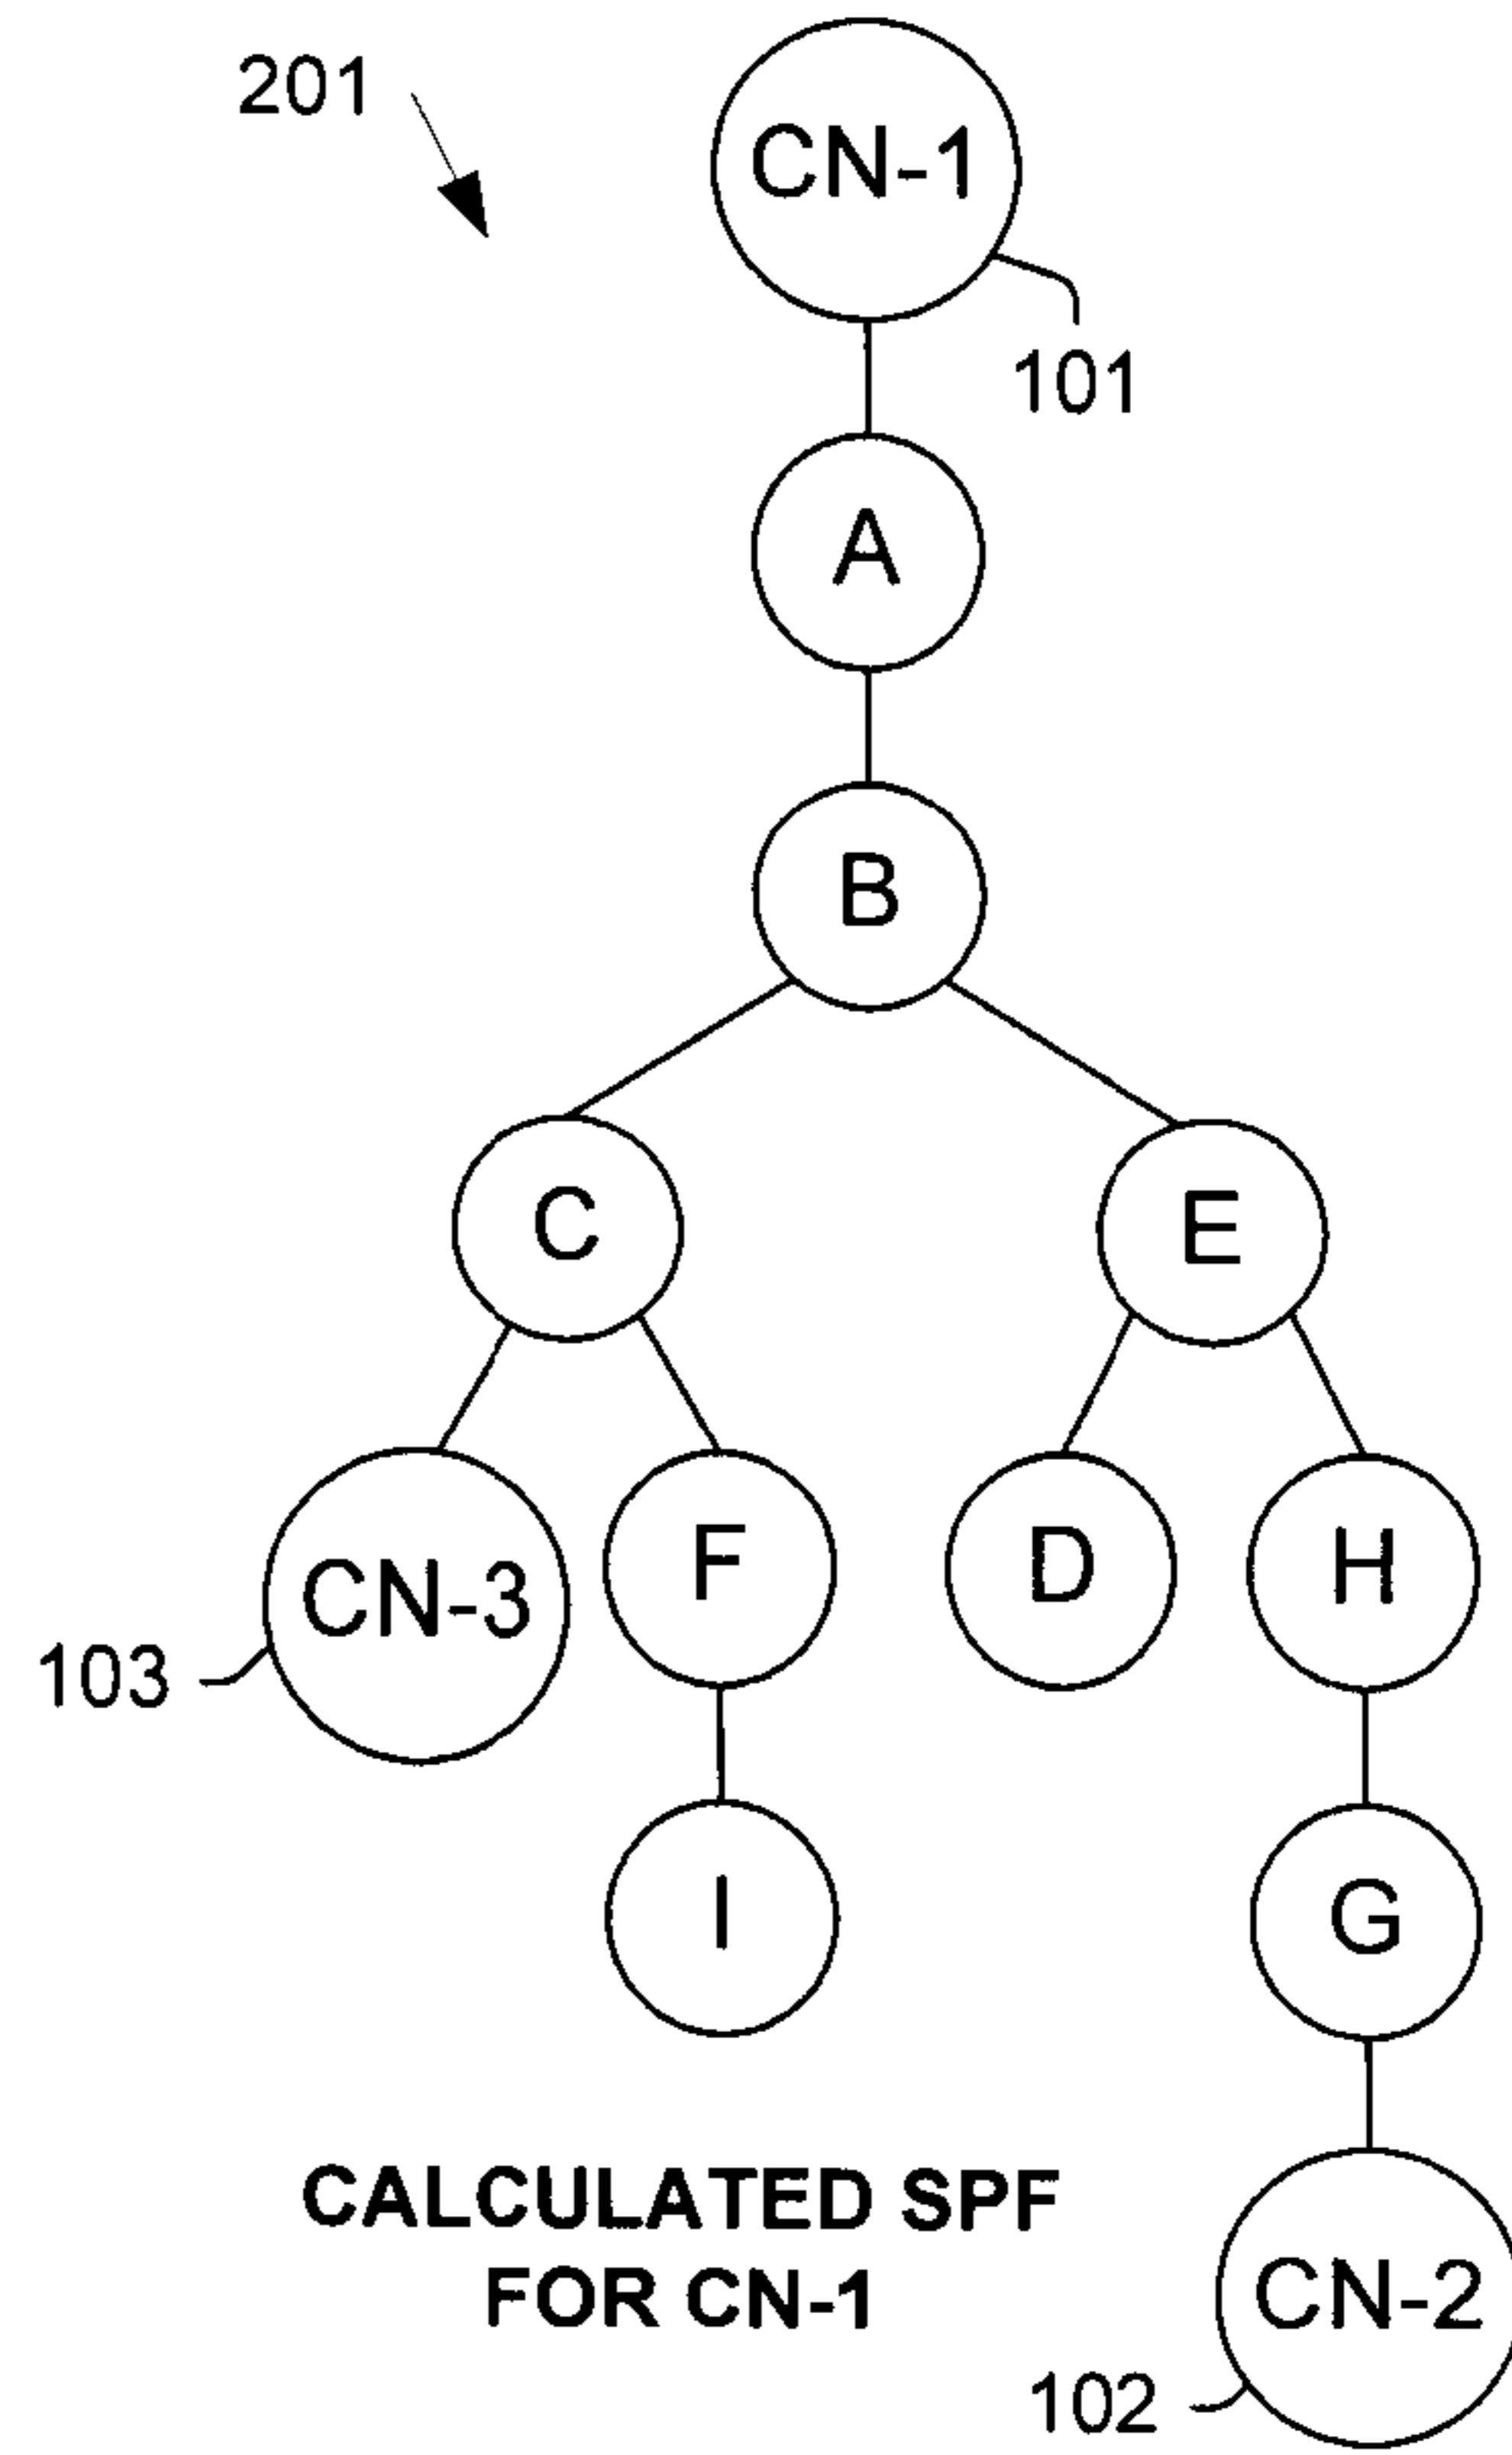 201
CN-1
101
A
B
C
E
CN-3
F
D
H
103
I
G
CALCULATED SPF
FOR CN-1
CN-2
102